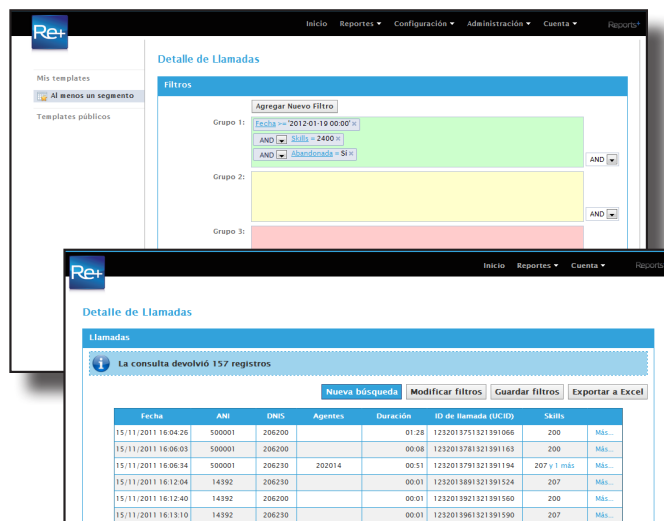 Re+
Inicio Reportes Configuración Administración Cuenta Reports+
Detalle de Llamadas
Mis templates
Al menos un segmento
Templates públicos
Filtros
Agregar Nuevo Filtro
Grupo 1: Fecha >= '2012-01-19 00:00' ×
AND Skills = 2400 ×
AND Abandonada = Sí ×
AND
Grupo 2:
AND
Grupo 3:
Re+
Inicio Reportes Cuenta Reports
Detalle de Llamadas
Llamadas
La consulta devolvió 157 registros
Nueva búsqueda Modificar filtros Guardar filtros Exportar a Excel
Fecha ANI DNIS Agentes Duración ID de llamada (UCID) Skills
15/11/2011 16:04:26 500001 206200 01:28 1232013751321391066 200 Más...
15/11/2011 16:06:03 500001 206200 00:08 1232013781321391163 200 Más...
15/11/2011 16:06:34 500001 206230 202014 00:51 1232013791321391194 207 y 1 más Más...
15/11/2011 16:12:04 14392 206230 00:01 1232013891321391524 207 Más...
15/11/2011 16:12:40 14392 206200 00:01 1232013921321391560 200 Más...
15/11/2011 16:13:10 14392 206230 00:01 1232013961321391590 207 Más...